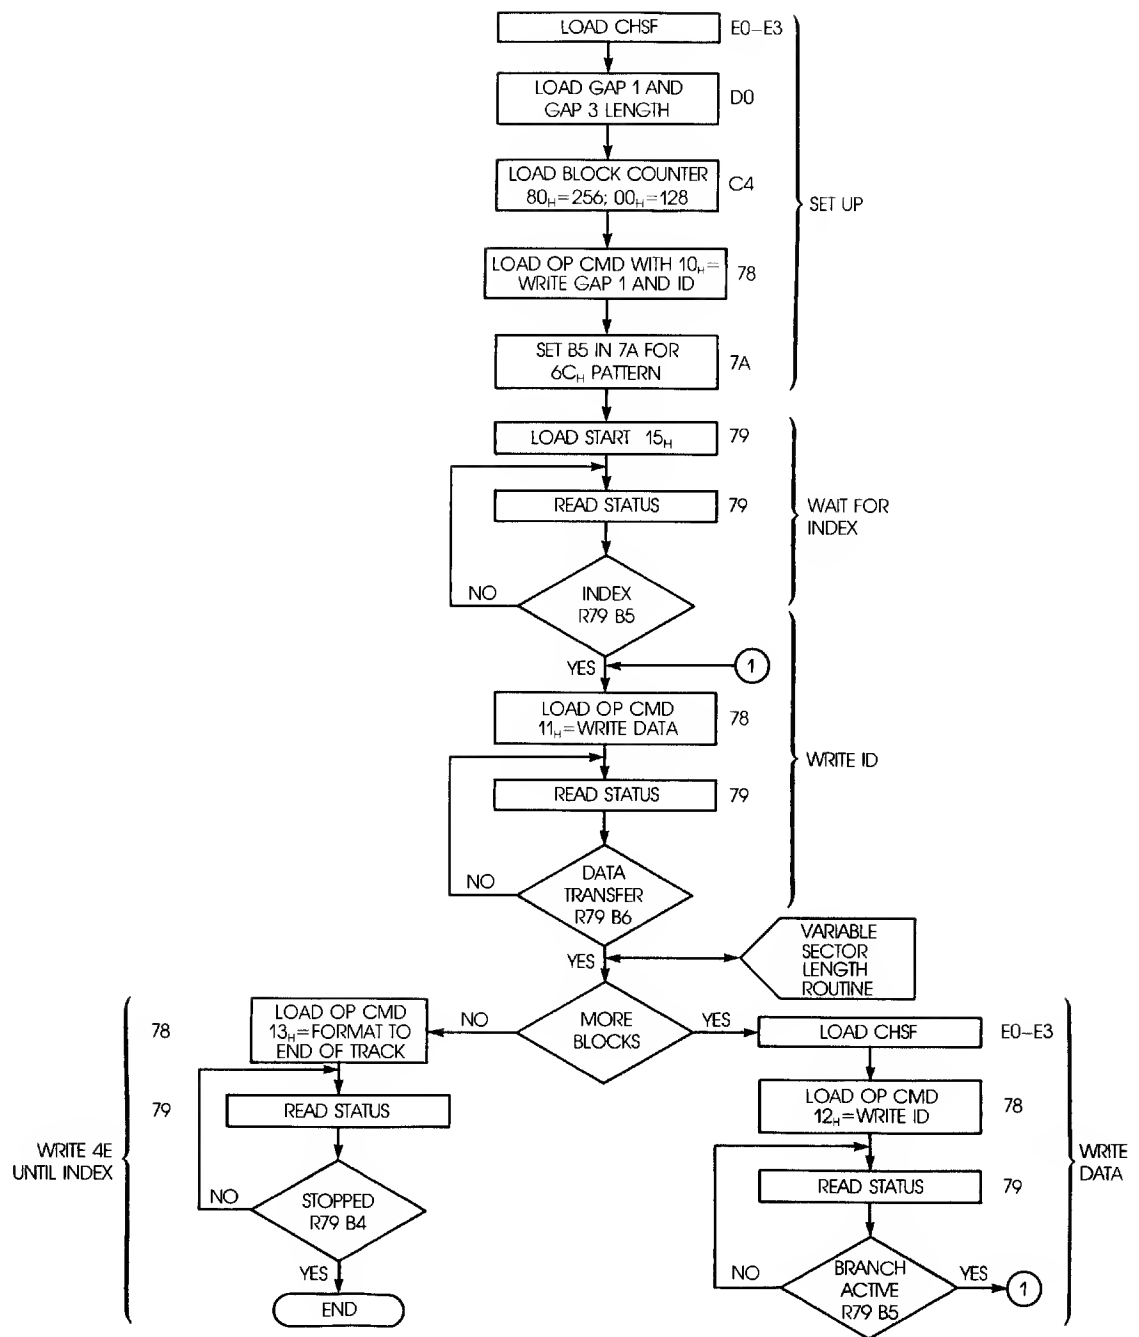 LOAD CHSF
E0–E3
LOAD GAP 1 AND
GAP 3 LENGTH
D0
LOAD BLOCK COUNTER
80H=256; 00H=128
C4
SET UP
LOAD OP CMD WITH 10H=
WRITE GAP 1 AND ID
78
SET B5 IN 7A FOR
6CH PATTERN
7A
LOAD START 15H
79
READ STATUS
79
WAIT FOR
INDEX
NO
INDEX
R79 B5
YES
1
LOAD OP CMD
11H=WRITE DATA
78
WRITE ID
READ STATUS
79
NO
DATA
TRANSFER
R79 B6
YES
VARIABLE
SECTOR
LENGTH
ROUTINE
MORE
BLOCKS
NO
YES
78
LOAD OP CMD
13H=FORMAT TO
END OF TRACK
79
READ STATUS
WRITE 4E
UNTIL INDEX
NO
STOPPED
R79 B4
YES
END
LOAD CHSF
E0–E3
LOAD OP CMD
12H=WRITE ID
78
READ STATUS
79
WRITE
DATA
NO
BRANCH
ACTIVE
R79 B5
YES
1